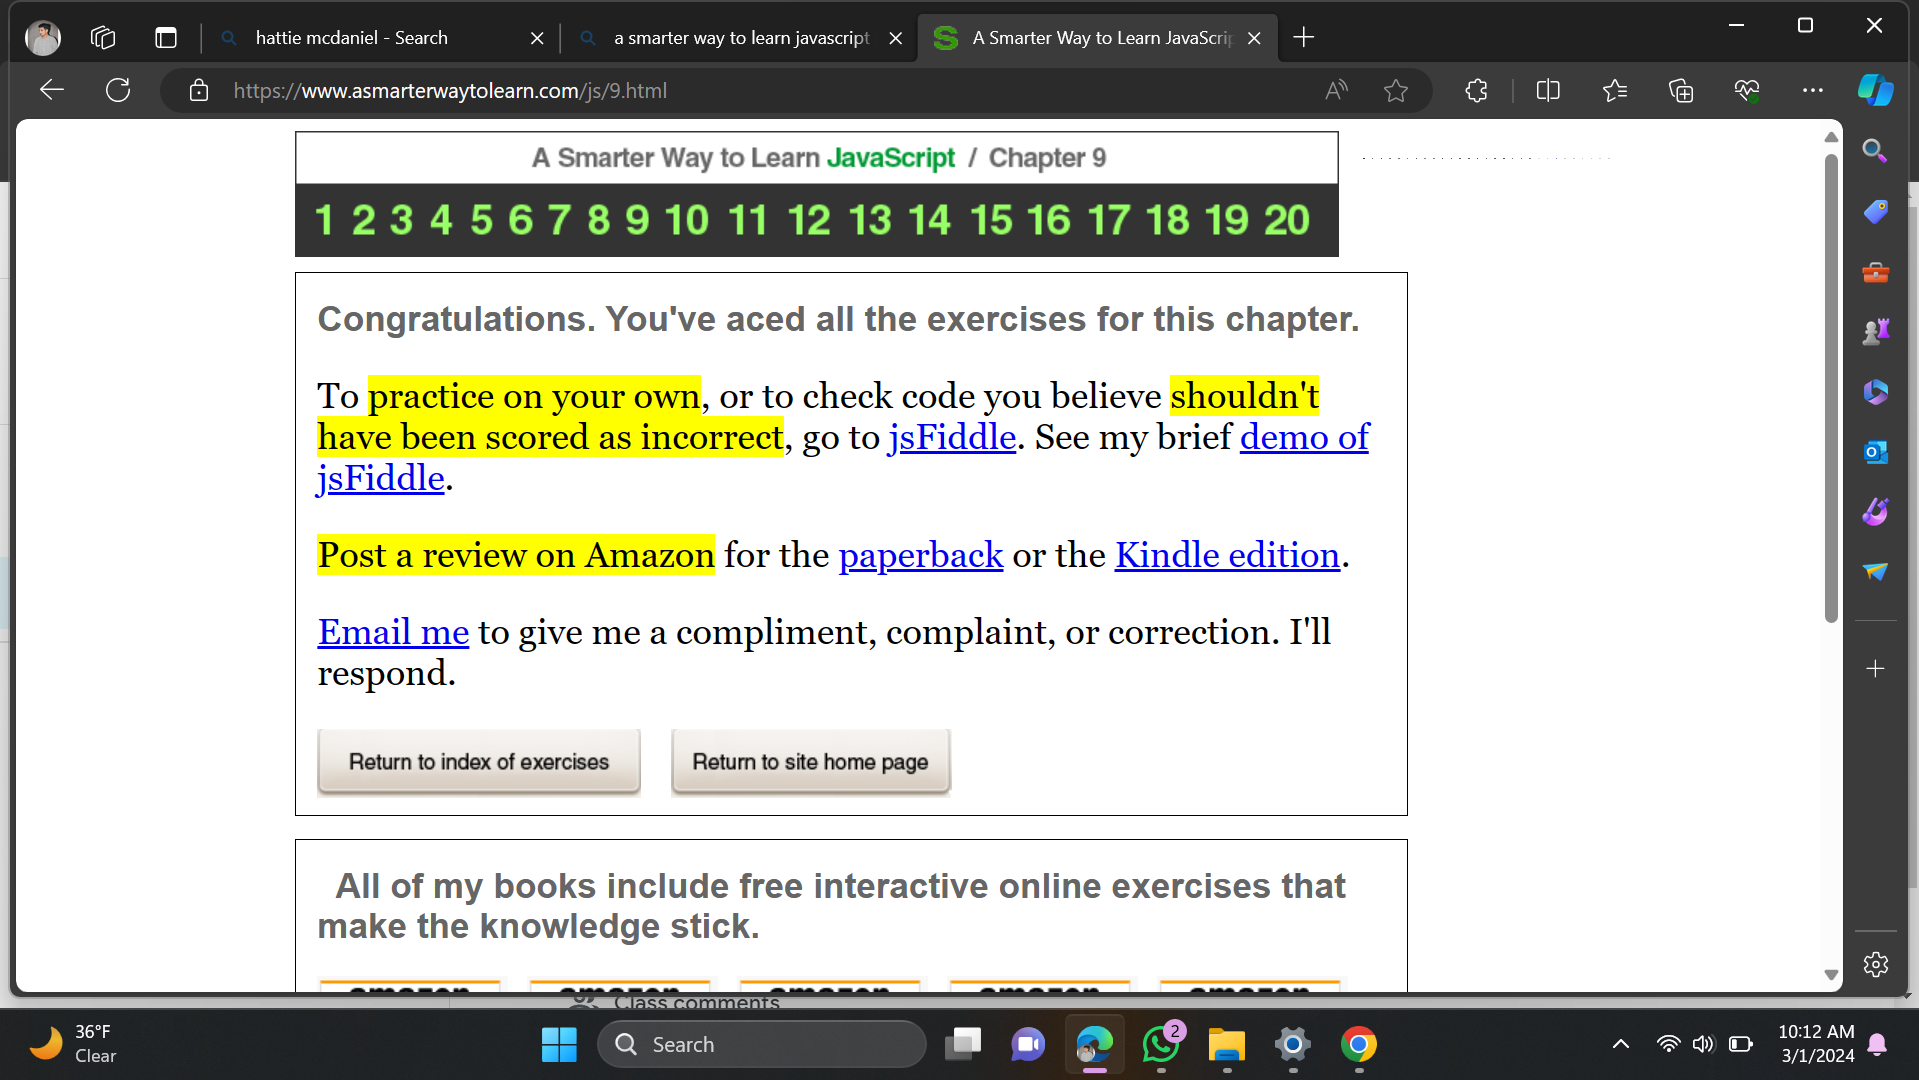 hattie mcdaniel - Search
a smarter way to learn javascript
A Smarter Way to Learn JavaScrip
https://www.asmarterwaytolearn.com/js/9.html
A Smarter Way to Learn JavaScript / Chapter 9
1 2 3 4 5 6 7 8 9 10 11 12 13 14 15 16 17 18 19 20
Congratulations. You've aced all the exercises for this chapter.
To practice on your own, or to check code you believe shouldn't
have been scored as incorrect, go to jsFiddle. See my brief demo of
jsFiddle.
Post a review on Amazon for the paperback or the Kindle edition.
Email me to give me a compliment, complaint, or correction. I'll
respond.
Return to index of exercises
Return to site home page
All of my books include free interactive online exercises that
make the knowledge stick.
amazon amazon amazon amazon amazon
Class comments
36°F
Clear
Search
2
10:12 AM
3/1/2024